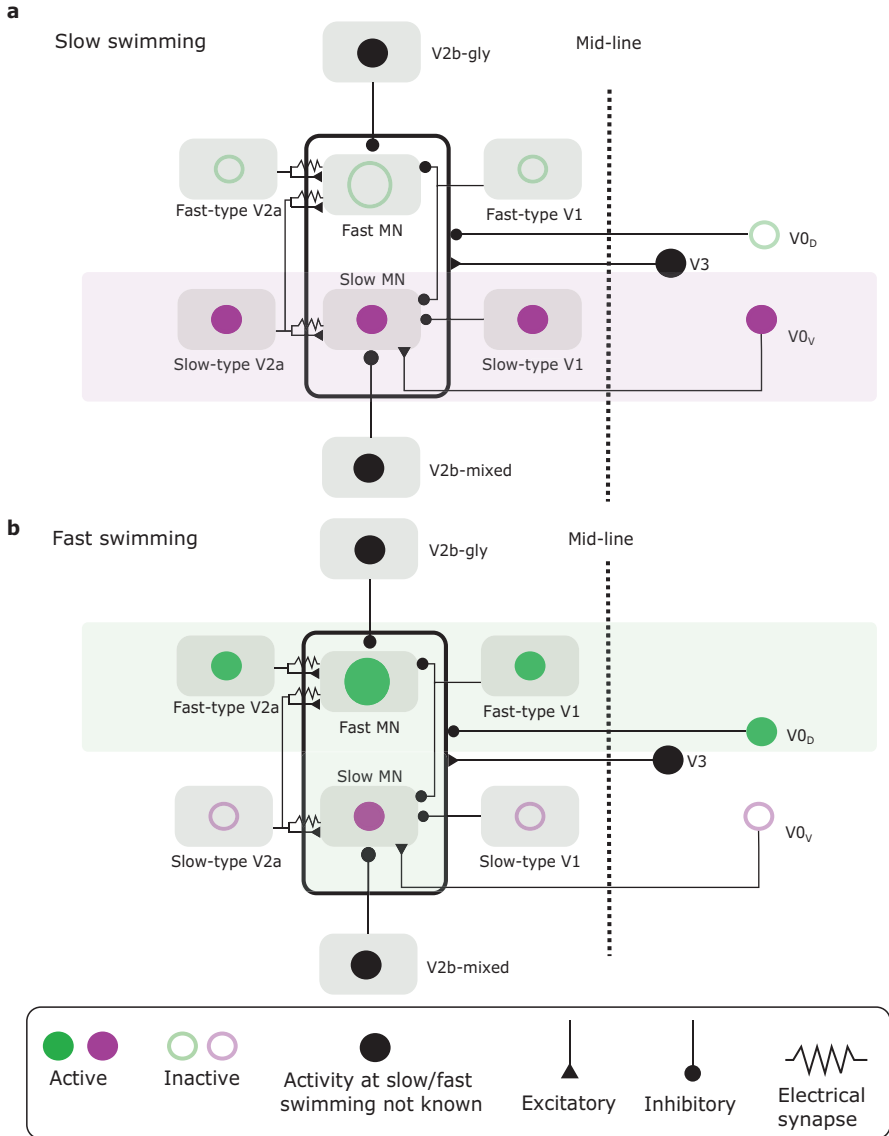 a
Slow swimming
V2b-gly
Mid-line
Fast-type V2a
Fast MN
Fast-type V1
V0D
V3
Slow MN
Slow-type V2a
Slow-type V1
V0V
V2b-mixed
b
Fast swimming
V2b-gly
Mid-line
Fast-type V2a
Fast MN
Fast-type V1
V0D
V3
Slow MN
Slow-type V2a
Slow-type V1
V0V
V2b-mixed
Active
Inactive
Activity at slow/fast
swimming not known
Excitatory
Inhibitory
Electrical
synapse